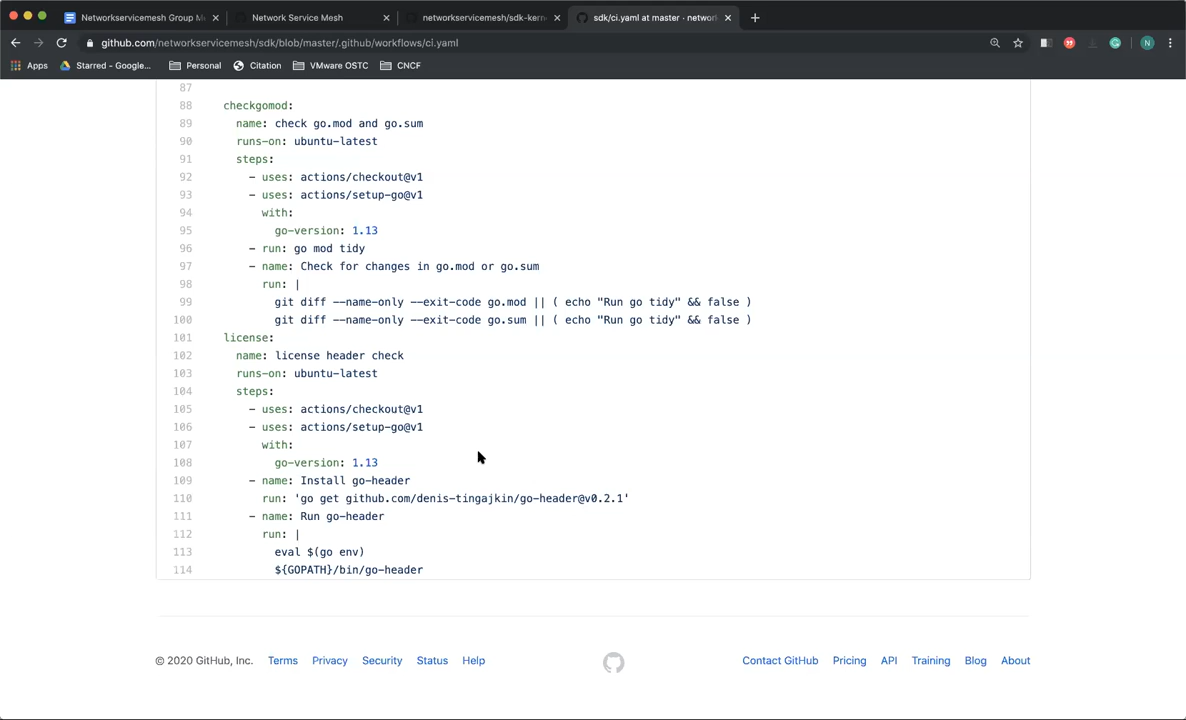 Networkservicemesh Group Me
Network Service Mesh
networkservicemesh/sdk-kern
sdk/ci.yaml at master · networ
github.com/networkservicemesh/sdk/blob/master/.github/workflows/ci.yaml
N
Apps
Starred - Google...
Personal
Citation
VMware OSTC
CNCF
87
88 checkgomod:
89 name: check go.mod and go.sum
90 runs-on: ubuntu-latest
91 steps:
92 - uses: actions/checkout@v1
93 - uses: actions/setup-go@v1
94 with:
95 go-version: 1.13
96 - run: go mod tidy
97 - name: Check for changes in go.mod or go.sum
98 run: |
99 git diff --name-only --exit-code go.mod || ( echo "Run go tidy" && false )
100 git diff --name-only --exit-code go.sum || ( echo "Run go tidy" && false )
101 license:
102 name: license header check
103 runs-on: ubuntu-latest
104 steps:
105 - uses: actions/checkout@v1
106 - uses: actions/setup-go@v1
107 with:
108 go-version: 1.13
109 - name: Install go-header
110 run: 'go get github.com/denis-tingajkin/go-header@v0.2.1'
111 - name: Run go-header
112 run: |
113 eval $(go env)
114 ${GOPATH}/bin/go-header
© 2020 GitHub, Inc.
Terms
Privacy
Security
Status
Help
Contact GitHub
Pricing
API
Training
Blog
About